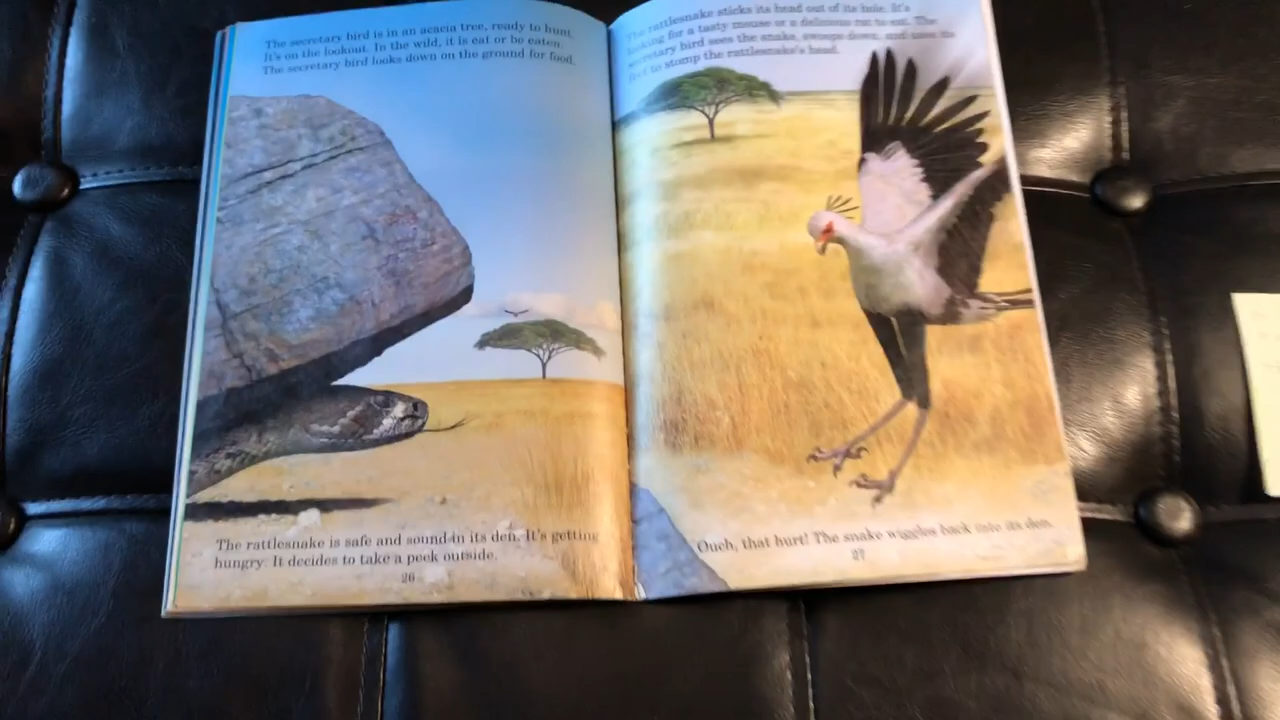 The secretary bird is in an acacia tree, ready to hunt.
It's on the lookout. In the wild, it is eat or be eaten.
The secretary bird looks down on the ground for food.
The rattlesnake is safe and sound in its den. It's getting
hungry. It decides to take a peek outside.
26
The rattlesnake sticks its head out of its hole. It's
looking for a tasty mouse or a delicious rat to eat. The
secretary bird sees the snake, swoops down, and uses its
feet to stomp the rattlesnake's head.
Ouch, that hurt! The snake wiggles back into its den.
27